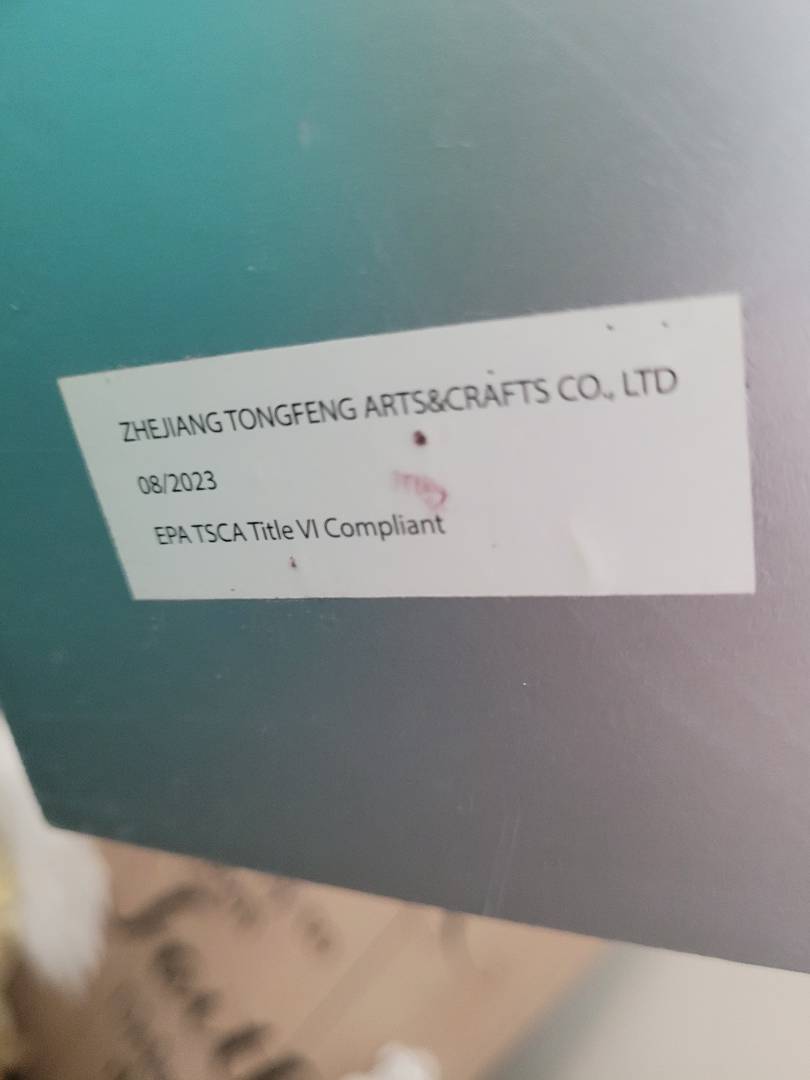 ZHEJIANG TONGFENG ARTS&CRAFTS CO., LTD
08/2023
EPA TSCA Title VI Compliant